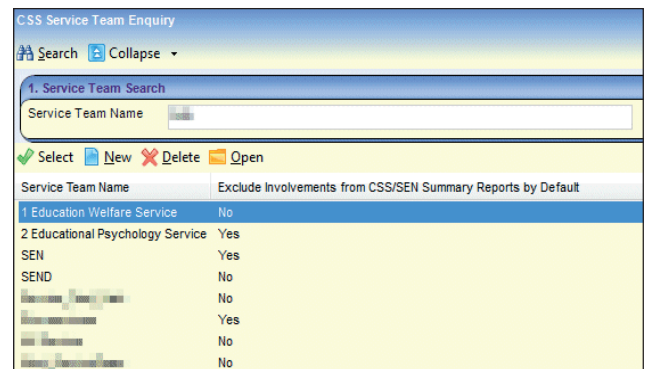 CSS Service Team Enquiry
Search Collapse
1. Service Team Search
Service Team Name
Select New Delete Open
Service Team Name Exclude Involvements from CSS/SEN Summary Reports by Default
1 Education Welfare Service No
2 Educational Psychology Service Yes
SEN Yes
SEND No
No
Yes
No
No